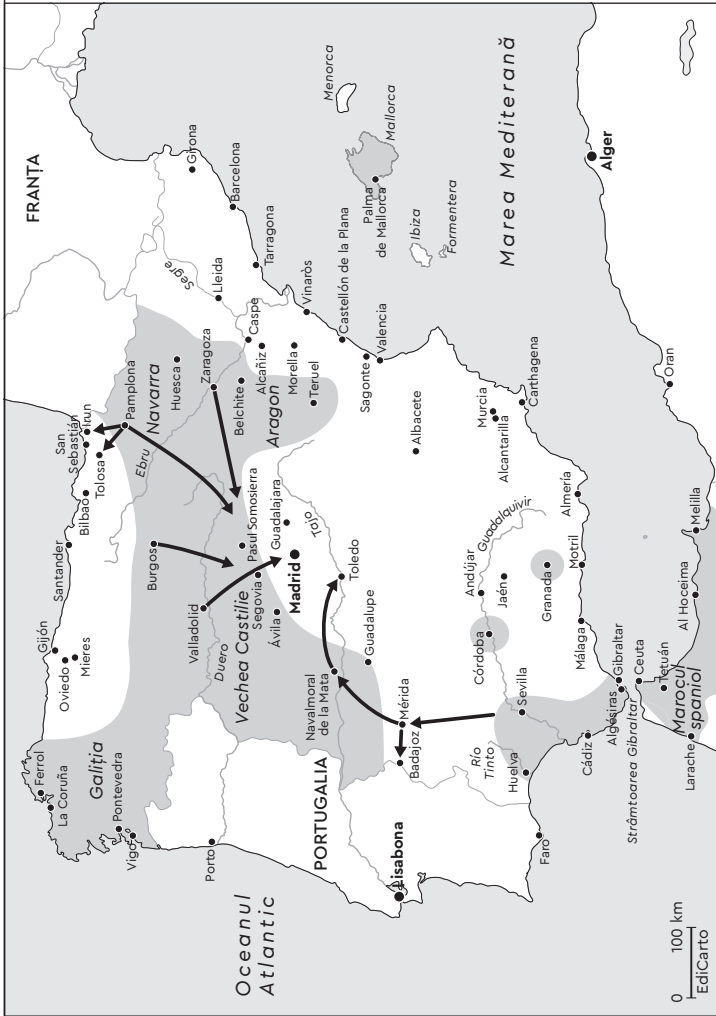 FRANȚA
Menorca
Mallorca
Palma
de Mallorca
Ibiza
Formentera
Marea Mediterană
Alger
Oran
Girona
Barcelona
Tarragona
Segre
Lleida
Vinaròs
Castellón de la Plana
Valencia
Sagonte
Caspe
Alcañiz
Morella
Teruel
Zaragoza
Huesca
Belchite
Aragon
Navarra
Pamplona
Irun
San
Sebastián
Tolosa
Ebru
Bilbao
Santander
Burgos
Gijón
Oviedo
Mieres
Valladolid
Duero
Vechea Castilie
Pasul Somosierra
Segovia
Ávila
Guadalajara
Madrid
Tajo
Toledo
Guadalupe
Navalmoral
de la Mata
Mérida
Badajoz
Albacete
Murcia
Alcantarilla
Carthagena
Almería
Guadalquivir
Andújar
Jaén
Córdoba
Granada
Motril
Málaga
Sevilla
Río
Tinto
Huelva
Cádiz
Algésiras
Gibraltar
Ceuta
Strâmtoarea Gibraltar
Tetuán
Marocul
spaniol
Larache
Al Hoceima
Melilla
Ferrol
La Coruña
Galiția
Pontevedra
Vigo
Porto
PORTUGALIA
Lisabona
Faro
Oceanul
Atlantic
0 100 km
EdiCarto